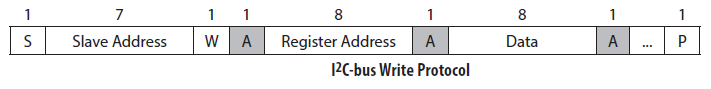 1 7 1 1 8 1 8 1 1
S Slave Address W A Register Address A Data A ... P
I²C-bus Write Protocol